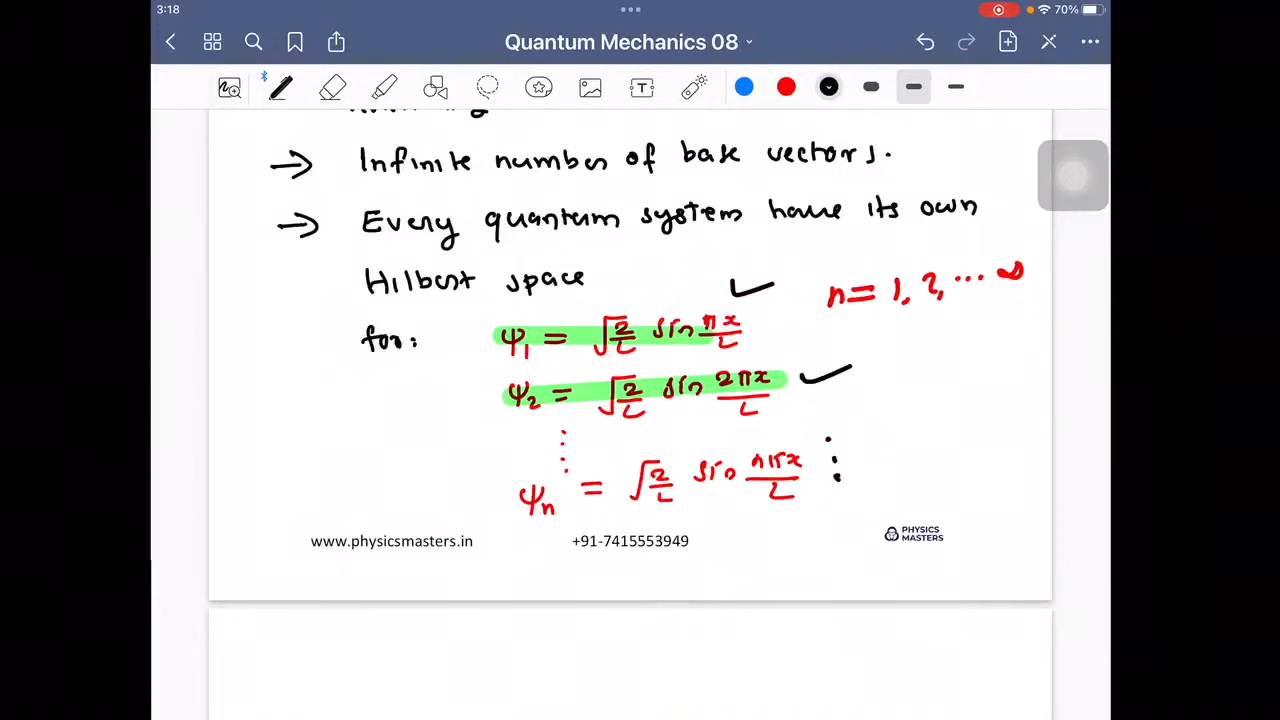 3:18
70%
Quantum Mechanics 08
T
→ Infinite number of base vectors.
→ Every quantum system have its own
Hilbert space
n = 1, 2, ... ∞
for: ψ₁ = √2/L sin πx/L
ψ₂ = √2/L sin 2πx/L
⋮
ψₙ = √2/L sin nπx/L ⋮
www.physicsmasters.in +91-7415553949 PHYSICS MASTERS